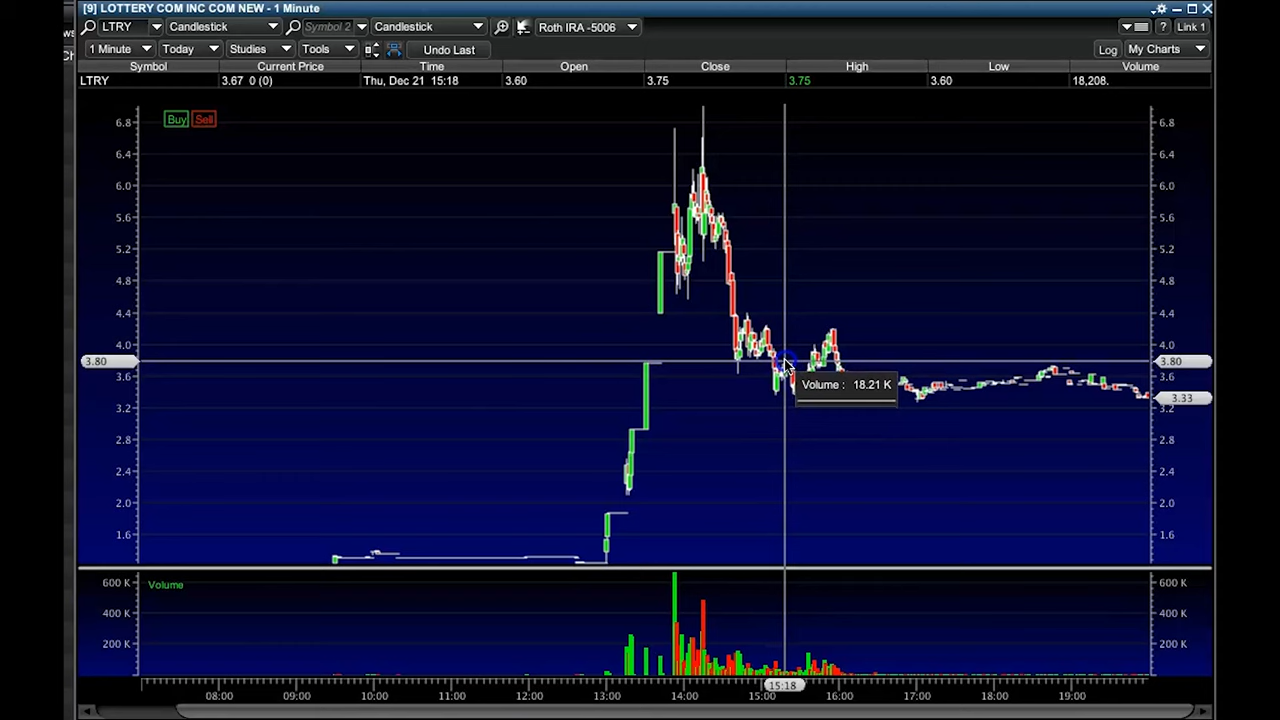 [9] LOTTERY COM INC COM NEW - 1 Minute
LTRY Candlestick Symbol 2 Candlestick Roth IRA -5006 ? Link 1
1 Minute Today Studies Tools Undo Last Log My Charts
Symbol Current Price Time Open Close High Low Volume
LTRY 3.67 0 (0) Thu, Dec 21 15:18 3.60 3.75 3.75 3.60 18,208.
Buy Sell
6.8 6.8
6.4 6.4
6.0 6.0
5.6 5.6
5.2 5.2
4.8 4.8
4.4 4.4
4.0 4.0
3.80 3.80
3.6 3.6
Volume : 18.21 K
3.33
3.2 3.2
2.8 2.8
2.4 2.4
2.0 2.0
1.6 1.6
Volume
600 K 600 K
400 K 400 K
200 K 200 K
15:18
08:00 09:00 10:00 11:00 12:00 13:00 14:00 15:00 16:00 17:00 18:00 19:00